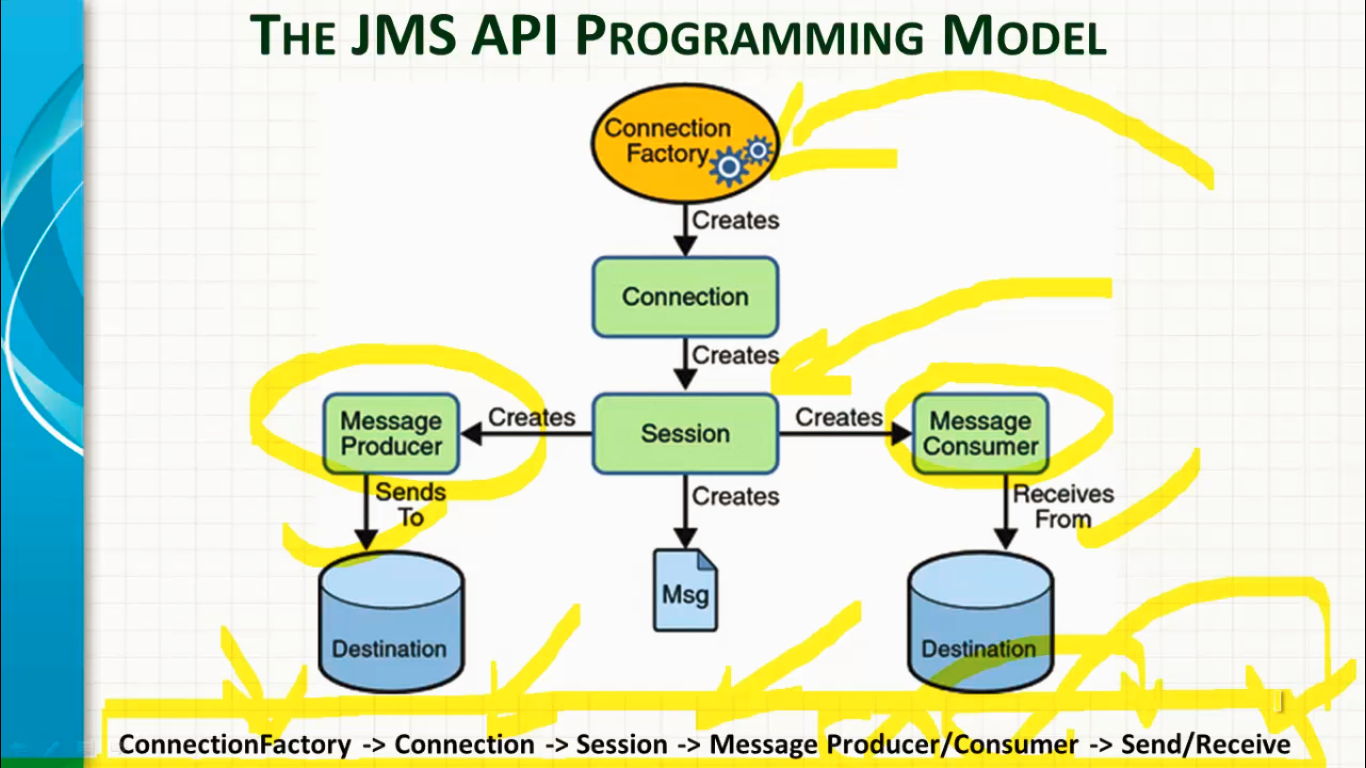 THE JMS API PROGRAMMING MODEL
Connection
Factory
Creates
Connection
Creates
Message
Producer
Creates
Session
Creates
Message
Consumer
Sends
To
Creates
Receives
From
Destination
Msg
Destination
ConnectionFactory -> Connection -> Session -> Message Producer/Consumer -> Send/Receive